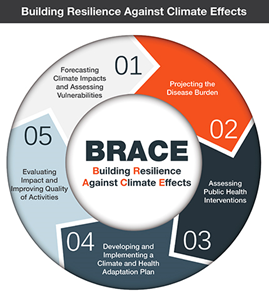 Building Resilience Against Climate Effects
01
Forecasting
Climate Impacts
and Assessing
Vulnerabilities
Projecting the
Disease Burden
02
Assessing
Public Health
Interventions
03
04
Developing and
Implementing a
Climate and Health
Adaptation Plan
05
Evaluating
Impact and
Improving Quality
of Activities
BRACE
Building Resilience
Against Climate Effects